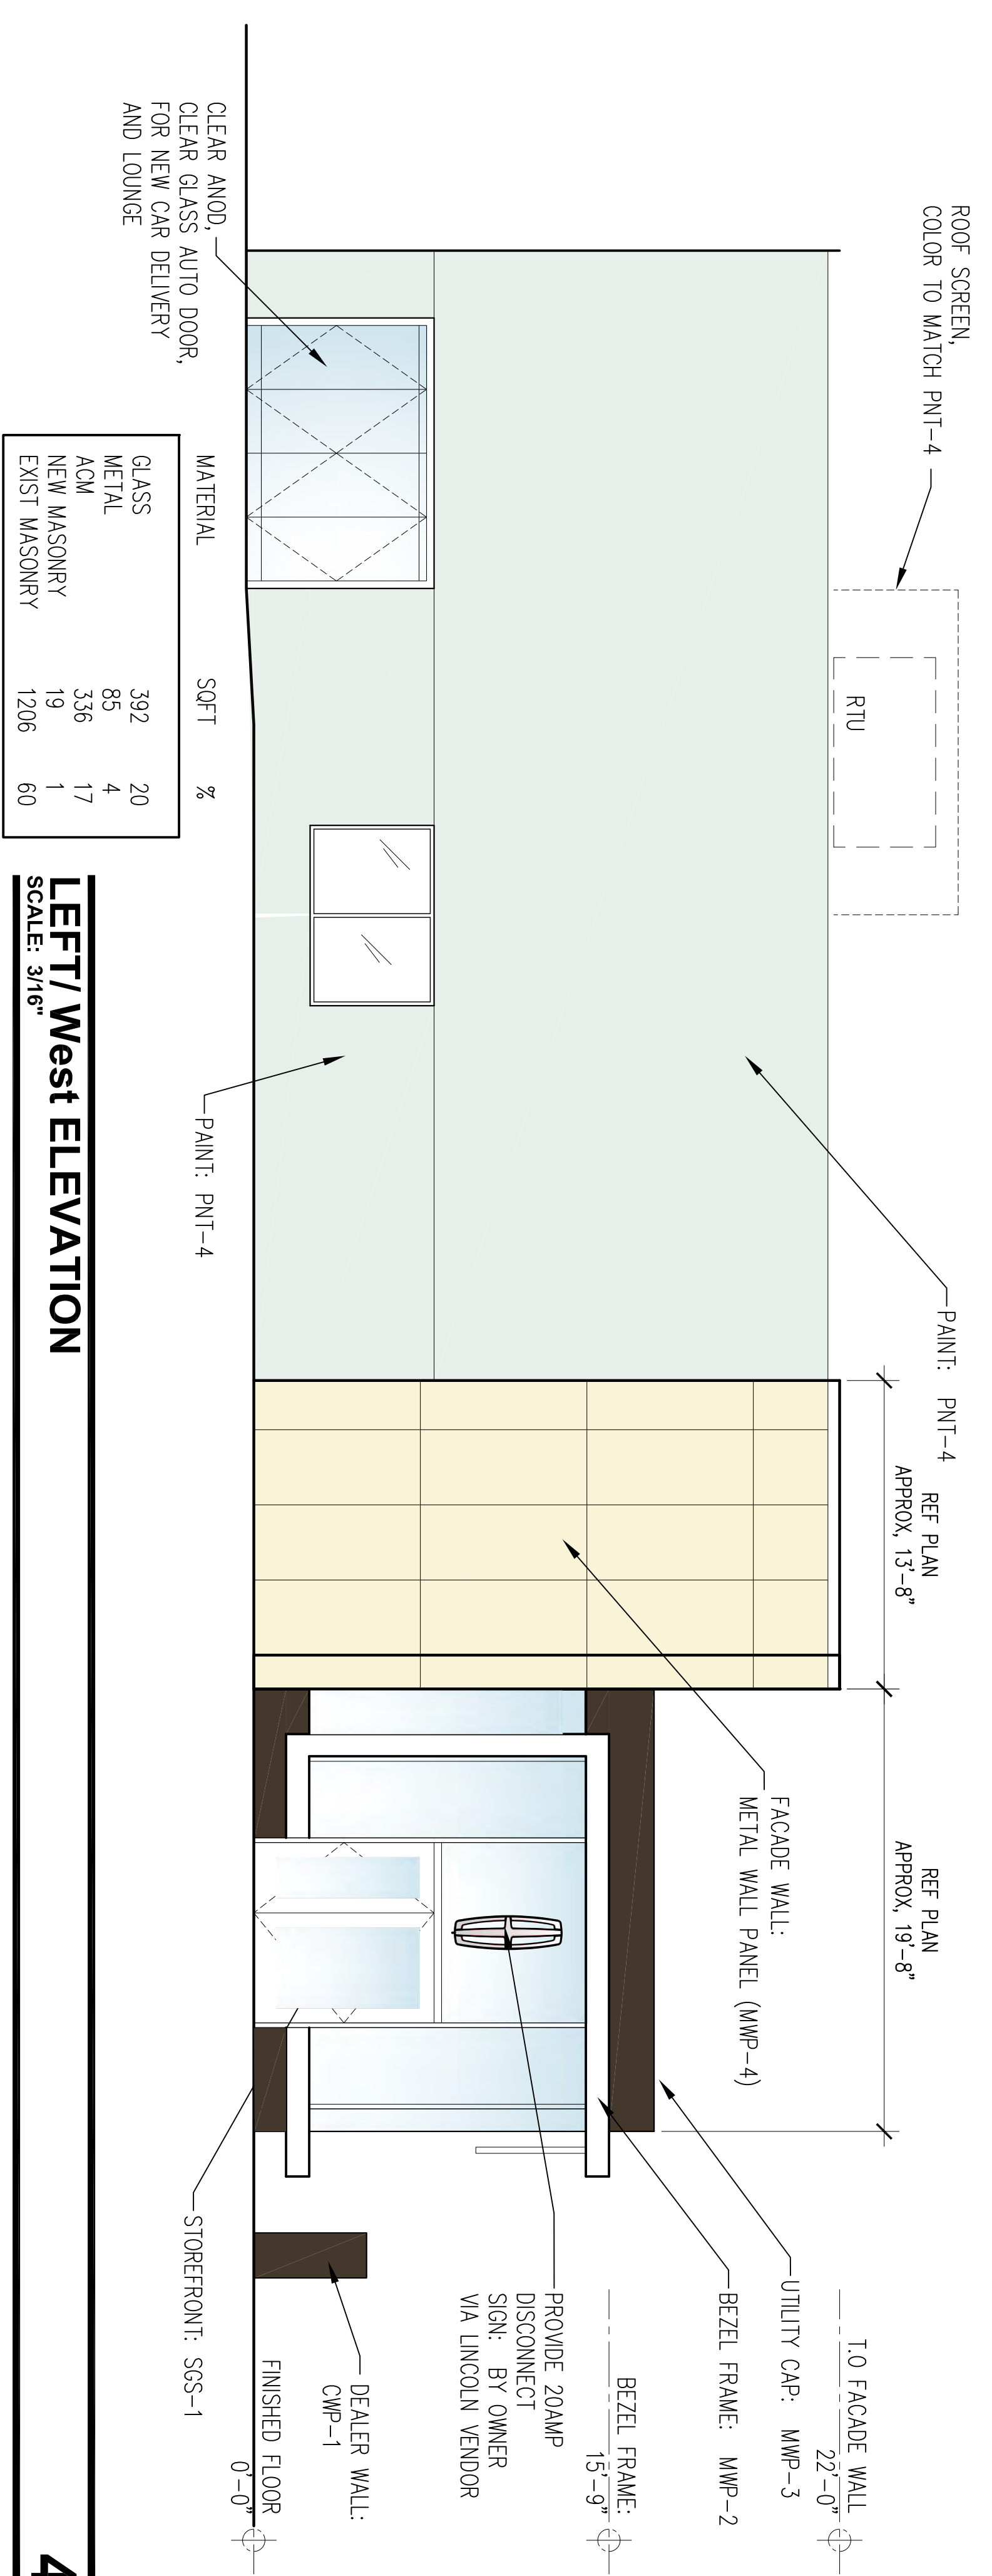 ROOF SCREEN,
COLOR TO MATCH PNT-4
RTU
PAINT: PNT-4
REF PLAN
APPROX, 13'-8"
REF PLAN
APPROX, 19'-8"
T.O FACADE WALL
22'-0"
UTILITY CAP: MWP-3
BEZEL FRAME: MWP-2
BEZEL FRAME:
15'-9"
FACADE WALL:
METAL WALL PANEL (MWP-4)
PROVIDE 20AMP
DISCONNECT
SIGN: BY OWNER
VIA LINCOLN VENDOR
DEALER WALL:
CWP-1
FINISHED FLOOR
0'-0"
STOREFRONT: SGS-1
PAINT: PNT-4
CLEAR ANOD,
CLEAR GLASS AUTO DOOR,
FOR NEW CAR DELIVERY
AND LOUNGE
MATERIAL SQFT %
GLASS 392 20
METAL 85 4
ACM 336 17
NEW MASONRY 19 1
EXIST MASONRY 1206 60
LEFT/ West ELEVATION
SCALE: 3/16"
4